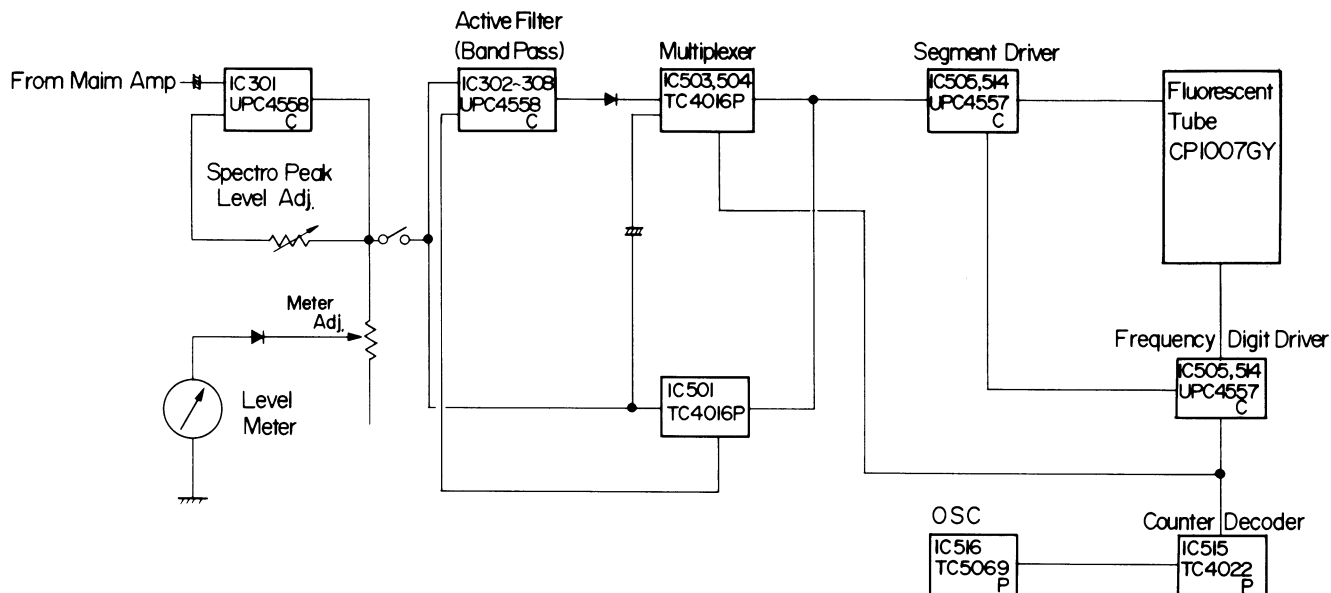 Active Filter
(Band Pass)
Multiplexer
Segment Driver
From Maim Amp
IC301
UPC4558
C
IC302~308
UPC4558
C
IC503,504
TC4016P
IC505,514
UPC4557
C
Fluorescent
Tube
CP1007GY
Spectro Peak
Level Adj.
Meter
Adj.
Level
Meter
IC501
TC4016P
Frequency Digit Driver
IC505,514
UPC4557
C
OSC
IC516
TC5069
P
Counter Decoder
IC515
TC4022
P